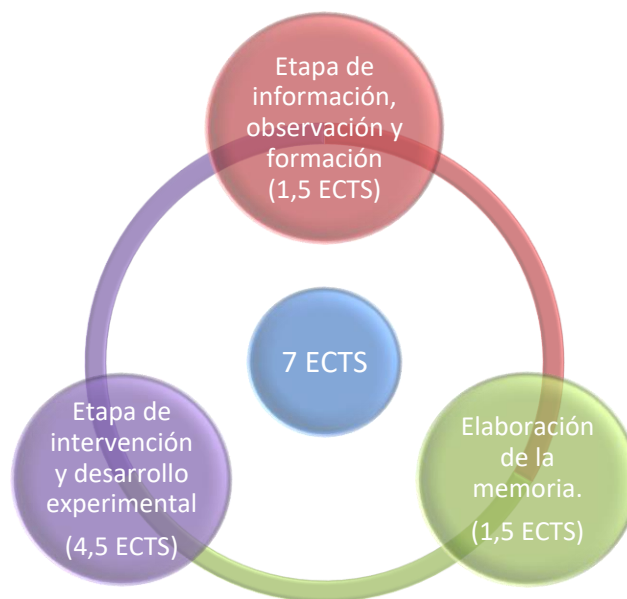 Etapa de
información,
observación y
formación
(1,5 ECTS)
7 ECTS
Etapa de
intervención
y desarrollo
experimental
(4,5 ECTS)
Elaboración
de la
memoria.
(1,5 ECTS)